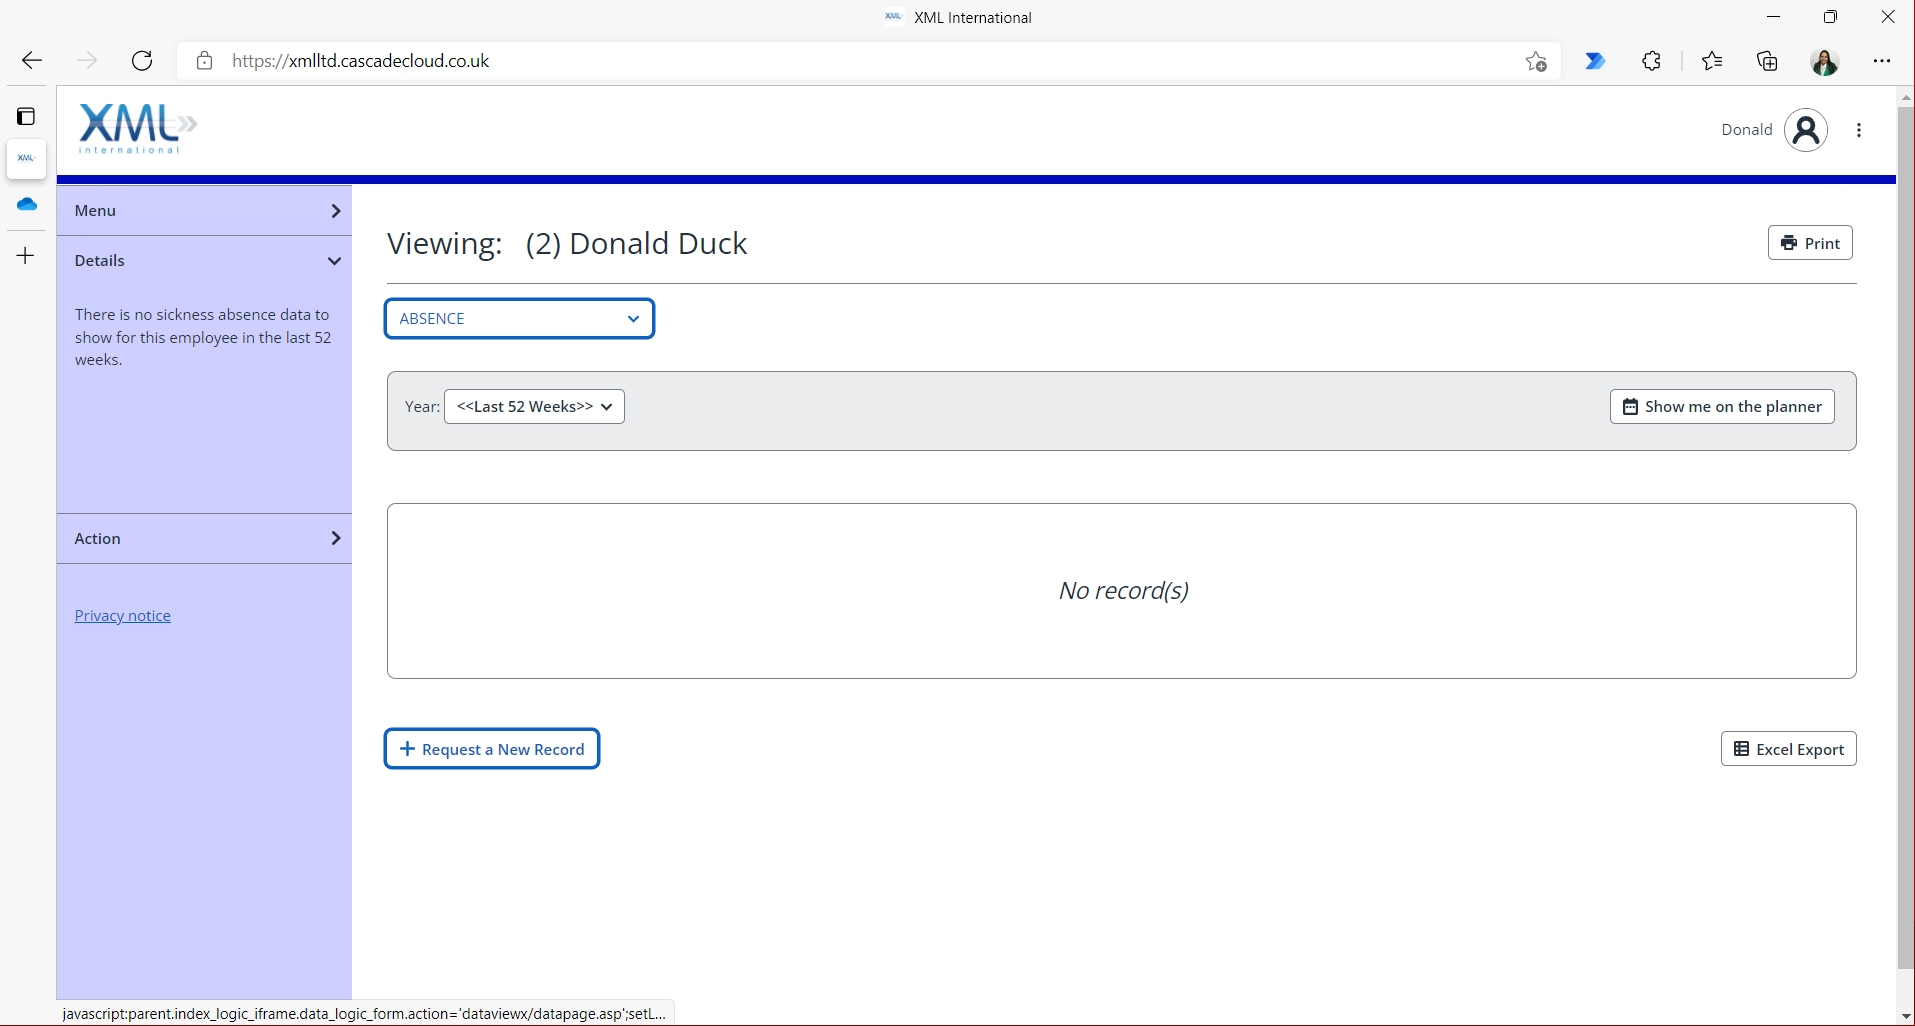 XML XML International
https://xmlltd.cascadecloud.co.uk
XML
XML
international
Donald
Menu
Details
There is no sickness absence data to
show for this employee in the last 52
weeks.
Action
Privacy notice
Viewing: (2) Donald Duck
Print
ABSENCE
Year: <<Last 52 Weeks>>
Show me on the planner
No record(s)
+ Request a New Record
Excel Export
javascript:parent.index_logic_iframe.data_logic_form.action='dataviewx/datapage.asp';setL...